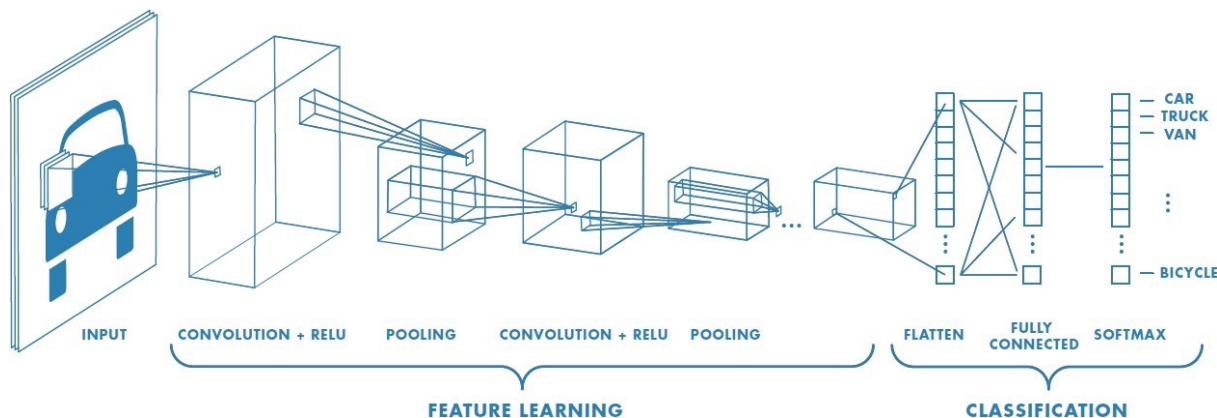 CAR
TRUCK
VAN
BICYCLE
INPUT
CONVOLUTION + RELU
POOLING
CONVOLUTION + RELU
POOLING
FLATTEN
FULLY
CONNECTED
SOFTMAX
FEATURE LEARNING
CLASSIFICATION